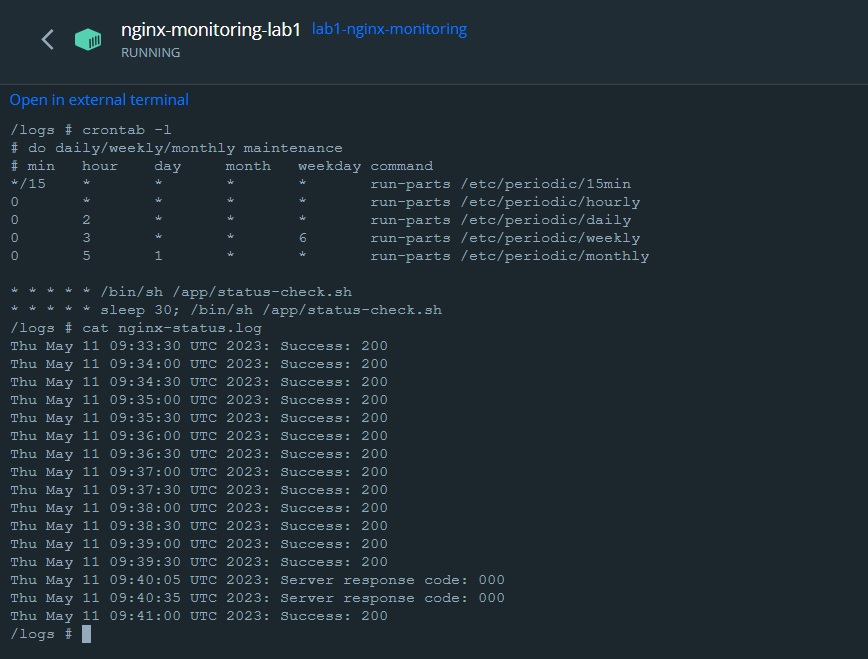 nginx-monitoring-lab1 lab1-nginx-monitoring
RUNNING
Open in external terminal
/logs # crontab -l
# do daily/weekly/monthly maintenance
# min   hour    day     month   weekday command
*/15    *       *       *       *       run-parts /etc/periodic/15min
0       *       *       *       *       run-parts /etc/periodic/hourly
0       2       *       *       *       run-parts /etc/periodic/daily
0       3       *       *       6       run-parts /etc/periodic/weekly
0       5       1       *       *       run-parts /etc/periodic/monthly
* * * * * /bin/sh /app/status-check.sh
* * * * * sleep 30; /bin/sh /app/status-check.sh
/logs # cat nginx-status.log
Thu May 11 09:33:30 UTC 2023: Success: 200
Thu May 11 09:34:00 UTC 2023: Success: 200
Thu May 11 09:34:30 UTC 2023: Success: 200
Thu May 11 09:35:00 UTC 2023: Success: 200
Thu May 11 09:35:30 UTC 2023: Success: 200
Thu May 11 09:36:00 UTC 2023: Success: 200
Thu May 11 09:36:30 UTC 2023: Success: 200
Thu May 11 09:37:00 UTC 2023: Success: 200
Thu May 11 09:37:30 UTC 2023: Success: 200
Thu May 11 09:38:00 UTC 2023: Success: 200
Thu May 11 09:38:30 UTC 2023: Success: 200
Thu May 11 09:39:00 UTC 2023: Success: 200
Thu May 11 09:39:30 UTC 2023: Success: 200
Thu May 11 09:40:05 UTC 2023: Server response code: 000
Thu May 11 09:40:35 UTC 2023: Server response code: 000
Thu May 11 09:41:00 UTC 2023: Success: 200
/logs #